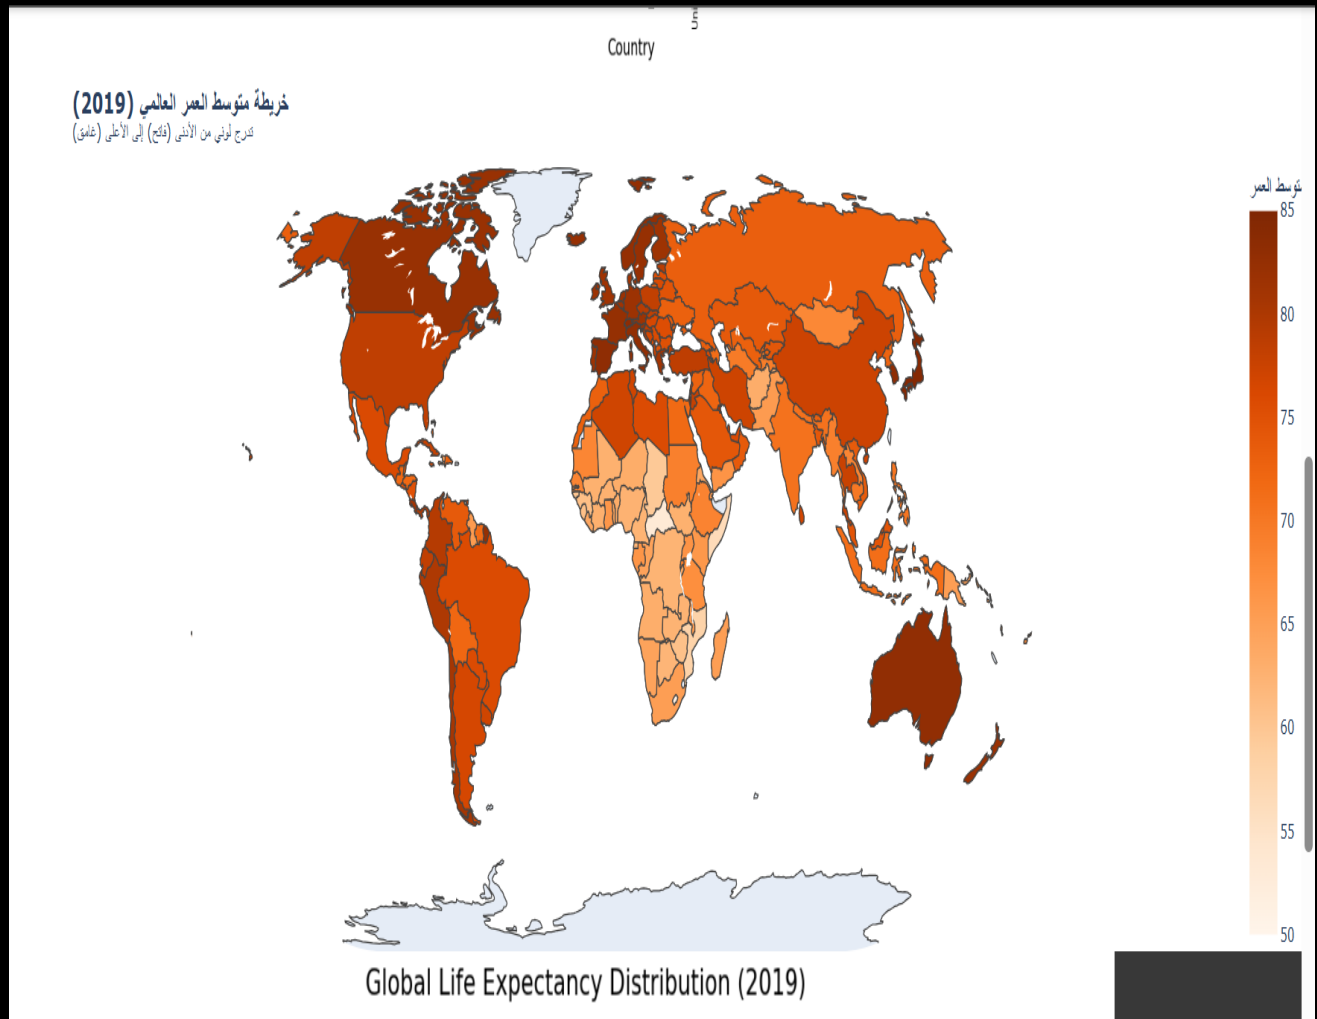 Country
خريطة متوسط العمر العالمي (2019)
تدرج لوني من الأدنى (فاتح) إلى الأعلى (غامق)
توسط العمر
85
80
75
70
65
60
55
50
Global Life Expectancy Distribution (2019)